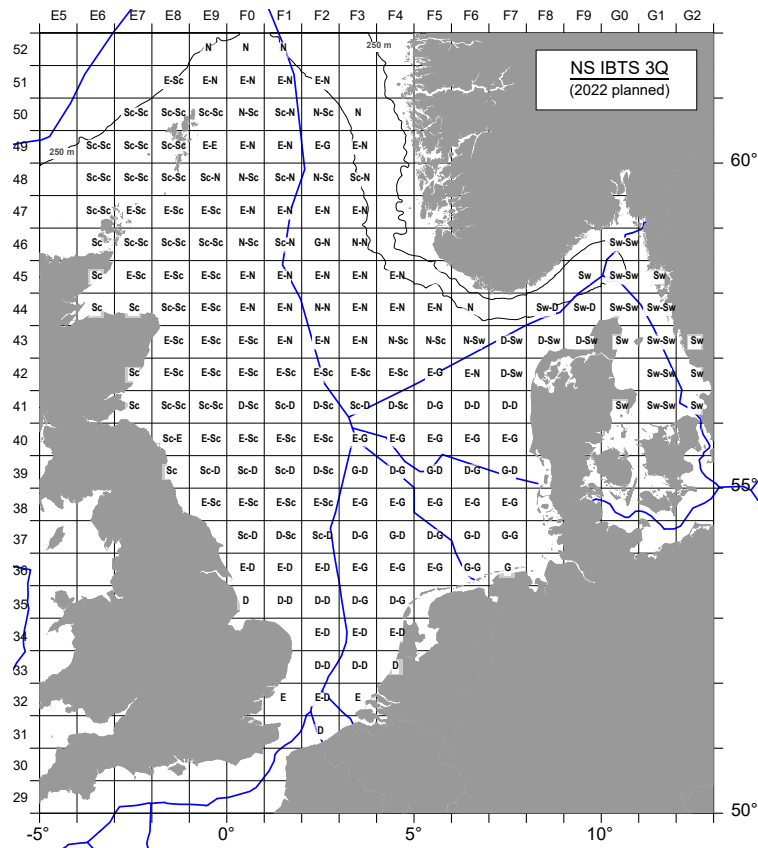 E5 E6 E7 E8 E9 F0 F1 F2 F3 F4 F5 F6 F7 F8 F9 G0 G1 G2
NS IBTS 3Q
(2022 planned)
250 m
52 N N N
51 E-Sc E-N E-N E-N E-N
50 Sc-Sc Sc-Sc Sc-Sc N-Sc Sc-N N-Sc N
49 Sc-Sc Sc-Sc Sc-Sc E-E E-N E-N E-G E-N
250 m
60°
48 Sc-Sc Sc-Sc Sc-Sc Sc-N N-Sc Sc-N N-Sc Sc-N
47 Sc-Sc E-Sc E-Sc E-Sc E-N E-N E-N E-N
46 Sc Sc-Sc Sc-Sc Sc-Sc N-Sc Sc-N G-N N-N Sw-Sw
45 Sc E-Sc E-Sc E-Sc E-N E-N E-N E-N E-N Sw Sw-Sw Sw
44 Sc Sc Sc-Sc E-Sc E-N E-N N-N E-N E-N E-N N Sw-D Sw-D Sw-Sw Sw-Sw
43 E-Sc E-Sc E-Sc E-N E-N E-N N-Sc N-Sc N-Sw D-Sw D-Sw D-Sw Sw Sw-Sw Sw
42 Sc E-Sc E-Sc E-Sc E-Sc E-Sc E-Sc E-Sc E-G E-N D-Sw Sw-Sw Sw
41 Sc Sc-Sc Sc-Sc D-Sc Sc-D D-Sc Sc-D D-Sc D-G D-D D-D Sw Sw-Sw Sw
40 Sc-E E-Sc E-Sc E-Sc E-Sc E-G E-G E-G E-G E-G
39 Sc Sc-D Sc-D Sc-D D-Sc G-D D-G G-D D-G G-D
55°
38 E-Sc E-Sc E-Sc E-Sc E-G E-G E-G E-G E-G
37 Sc-D D-Sc Sc-D D-G G-D D-G G-D G-G
36 E-D E-D E-D E-G E-G E-G G-G G
35 D D-D D-D D-G D-G
34 E-D E-D E-D
33 D-D D-D D
32 E E-D E
31 D
30
29
50°
-5° 0° 5° 10°